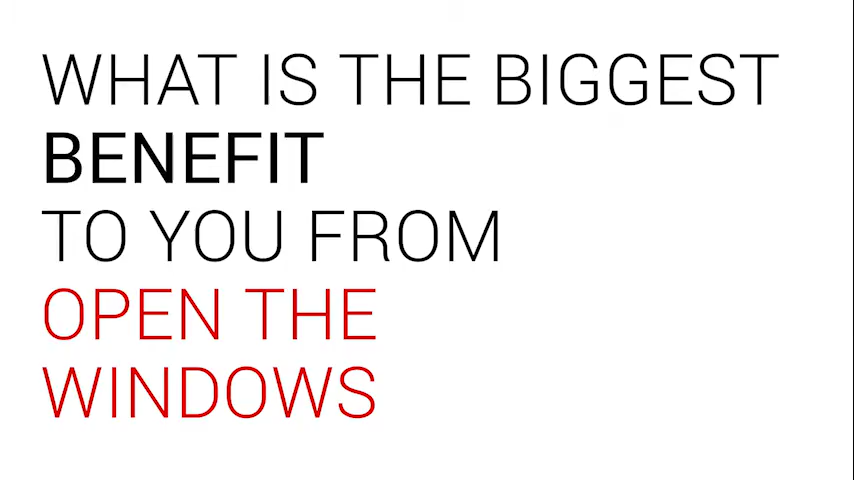 WHAT IS THE BIGGEST
BENEFIT
TO YOU FROM
OPEN THE
WINDOWS